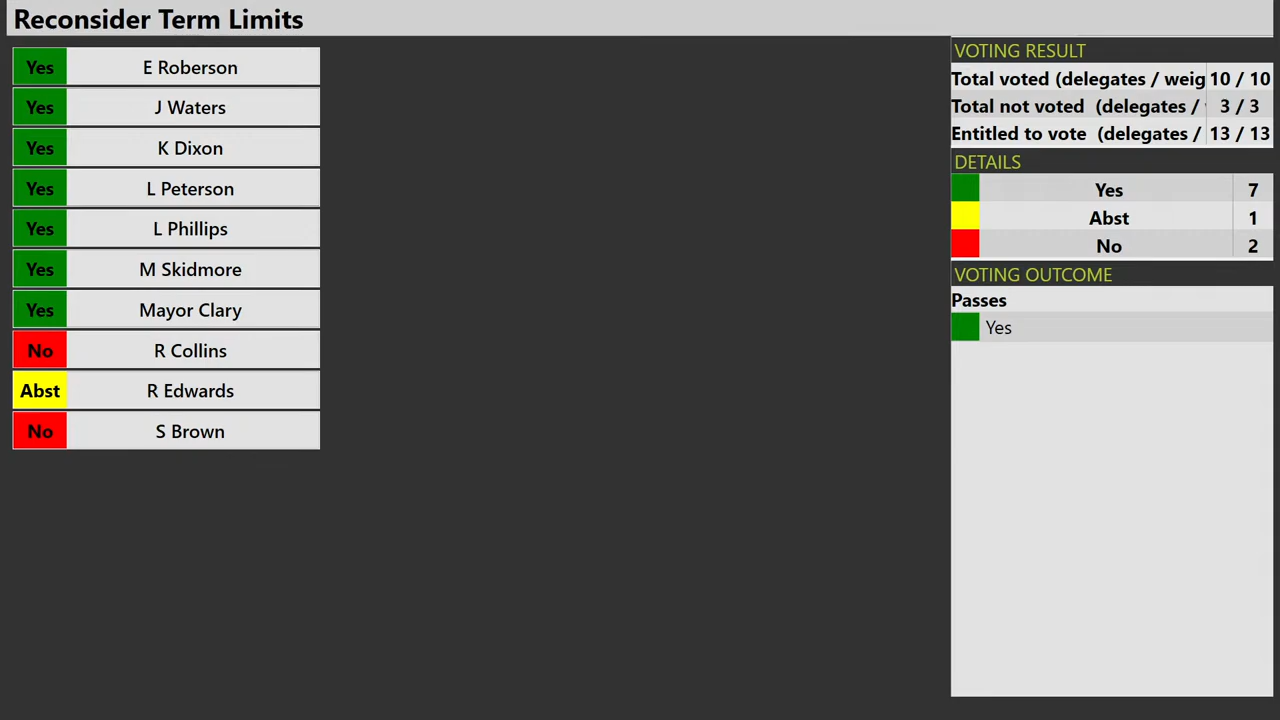 Reconsider Term Limits
Yes E Roberson
Yes J Waters
Yes K Dixon
Yes L Peterson
Yes L Phillips
Yes M Skidmore
Yes Mayor Clary
No R Collins
Abst R Edwards
No S Brown
VOTING RESULT
Total voted (delegates / weig 10 / 10
Total not voted (delegates / 3 / 3
Entitled to vote (delegates / 13 / 13
DETAILS
Yes 7
Abst 1
No 2
VOTING OUTCOME
Passes
Yes